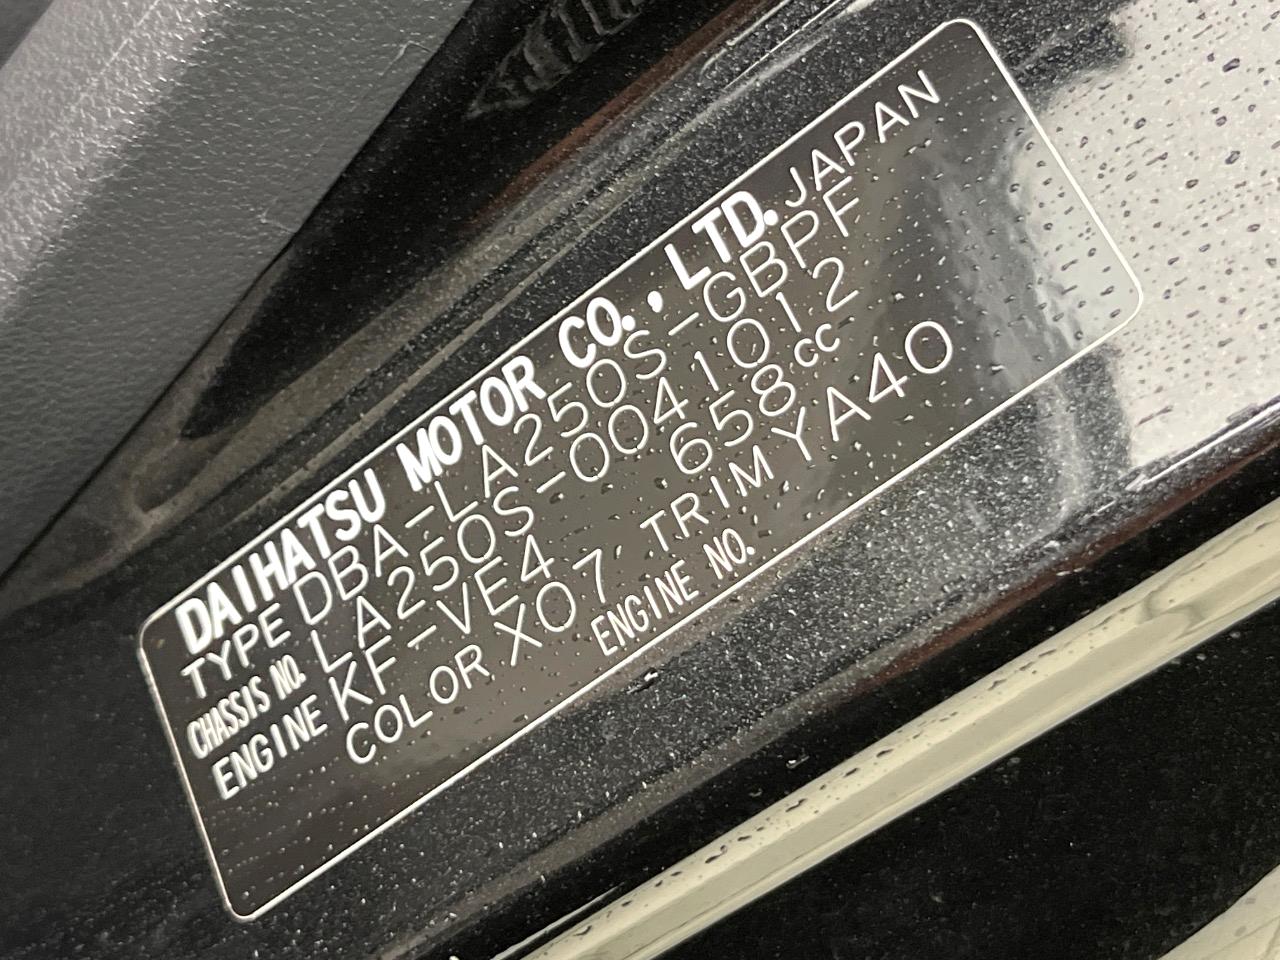 DAIHATSU MOTOR CO., LTD. JAPAN
TYPE DBA-LA250S-GBPF
CHASSIS NO. LA250S-0041012
ENGINE KF-VE4 658cc
COLOR X07 TRIM YA40
ENGINE NO.